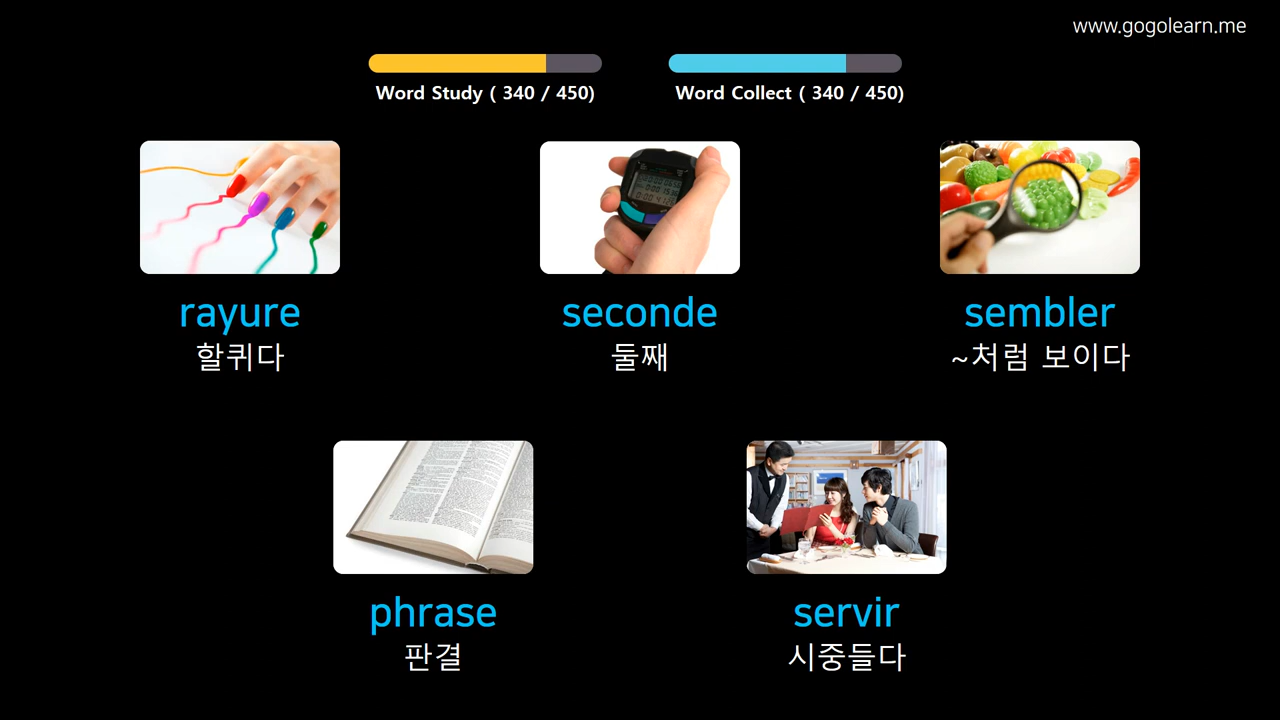 www.gogolearn.me
Word Study ( 340 / 450)
Word Collect ( 340 / 450)
rayure
할퀴다
seconde
둘째
sembler
~처럼 보이다
phrase
판결
servir
시중들다